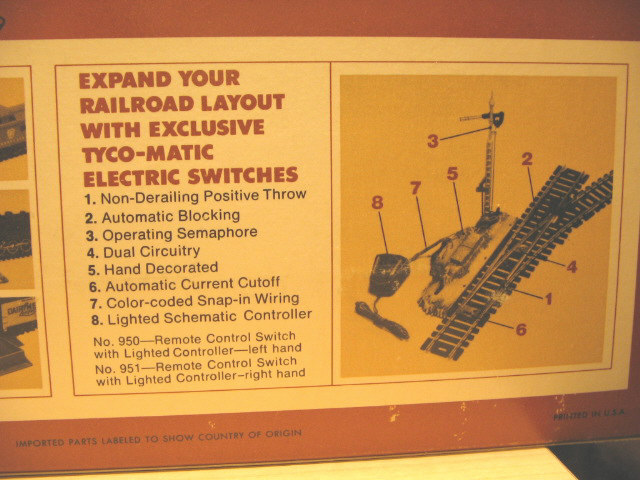 EXPAND YOUR
RAILROAD LAYOUT
WITH EXCLUSIVE
TYCO-MATIC
ELECTRIC SWITCHES
1. Non-Derailing Positive Throw
2. Automatic Blocking
3. Operating Semaphore
4. Dual Circuitry
5. Hand Decorated
6. Automatic Current Cutoff
7. Color-coded Snap-in Wiring
8. Lighted Schematic Controller
No. 950—Remote Control Switch
with Lighted Controller—left hand
No. 951—Remote Control Switch
with Lighted Controller–right hand
3
2
5
7
8
4
1
6
IMPORTED PARTS LABELED TO SHOW COUNTRY OF ORIGIN
PRINTED IN U.S.A.